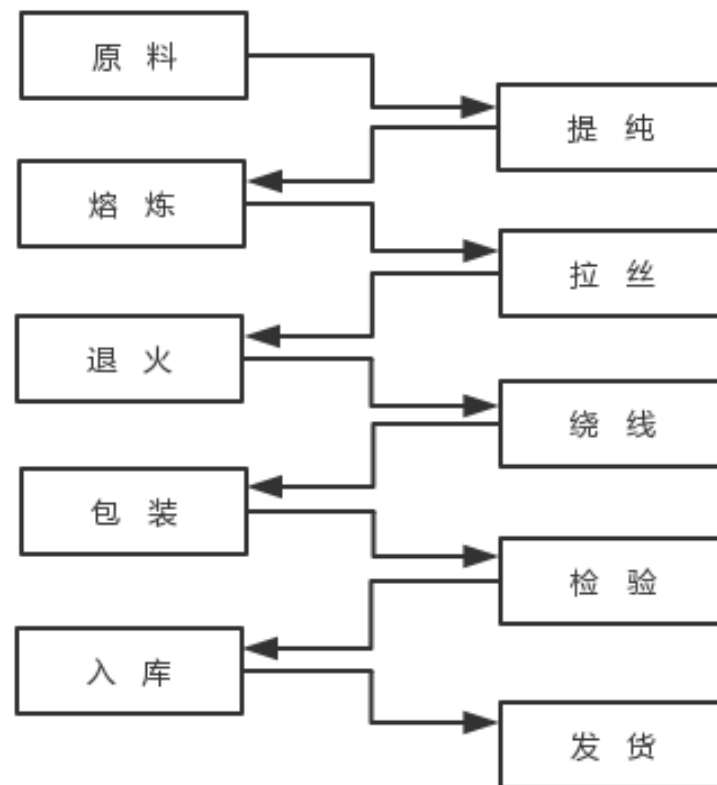 原 料
提 纯
熔 炼
拉 丝
退 火
绕 线
包 装
检 验
入 库
发 货